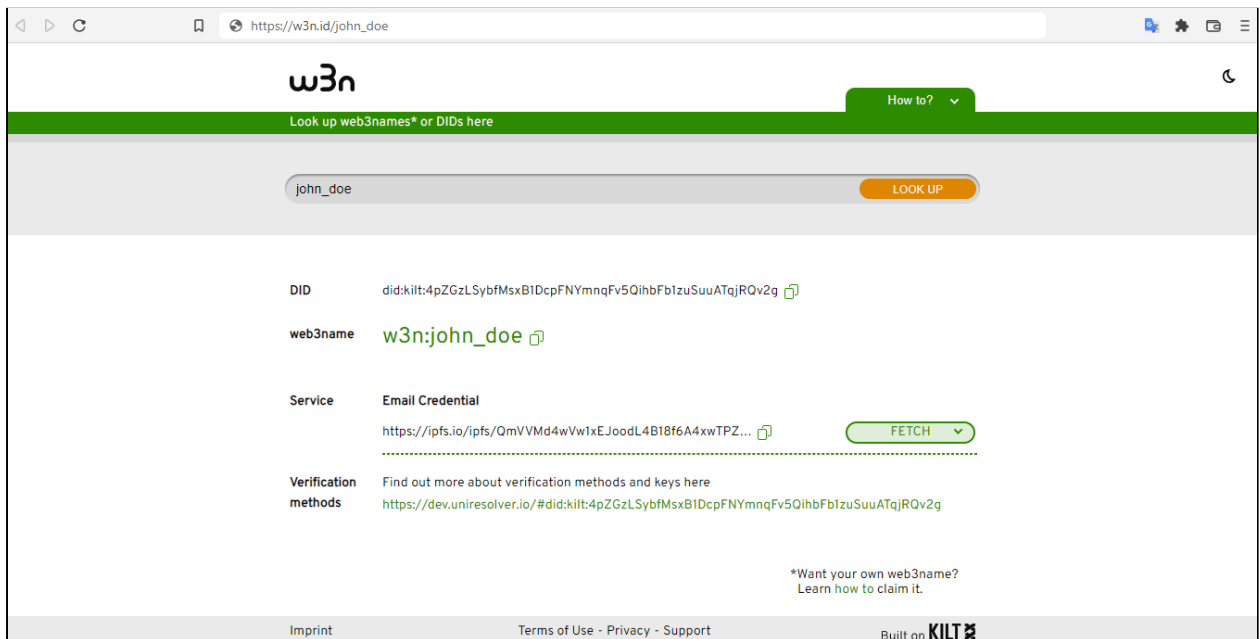 https://w3n.id/john_doe
w3n
How to?
Look up web3names* or DIDs here
john_doe
LOOK UP
DID
did:kilt:4pZGzLSybfMsxB1DcpFNYmnqFv5QihbFb1zuSuuATqjRQv2g
web3name
w3n:john_doe
Service
Email Credential
https://ipfs.io/ipfs/QmVVMd4wVw1xEJoodL4B18f6A4xwTPZ...
FETCH
Verification
methods
Find out more about verification methods and keys here
https://dev.uniresolver.io/#did:kilt:4pZGzLSybfMsxB1DcpFNYmnqFv5QihbFb1zuSuuATqjRQv2g
*Want your own web3name?
Learn how to claim it.
Imprint
Terms of Use - Privacy - Support
Built on KILT